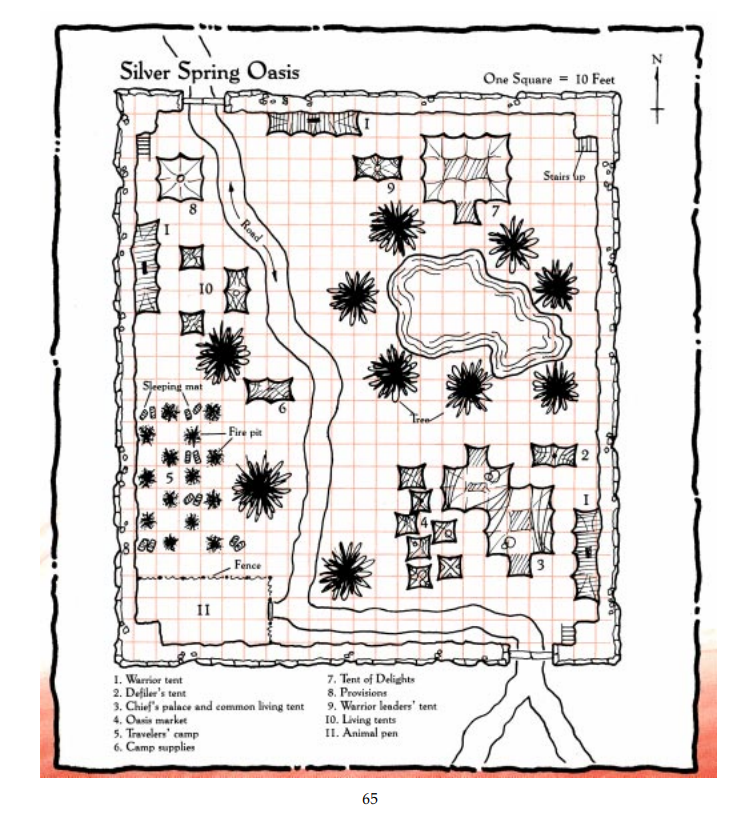 Silver Spring Oasis
One Square = 10 Feet
N
1
Stairs up
9
7
8
1
Road
10
Sleeping mat
6
Tree
Fire pit
2
5
1
4
3
Fence
11
1. Warrior tent
2. Defiler's tent
3. Chief's palace and common living tent
4. Oasis market
5. Travelers' camp
6. Camp supplies
7. Tent of Delights
8. Provisions
9. Warrior leaders' tent
10. Living tents
11. Animal pen
65